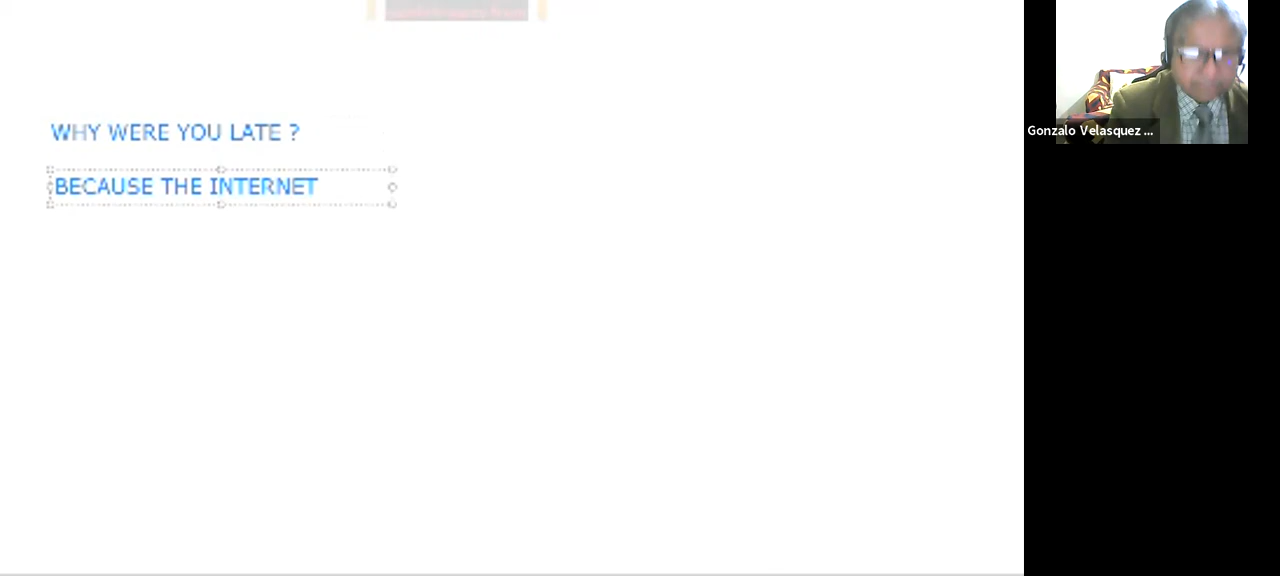 WHY WERE YOU LATE ?
BECAUSE THE INTERNET
Gonzalo Velasquez ...